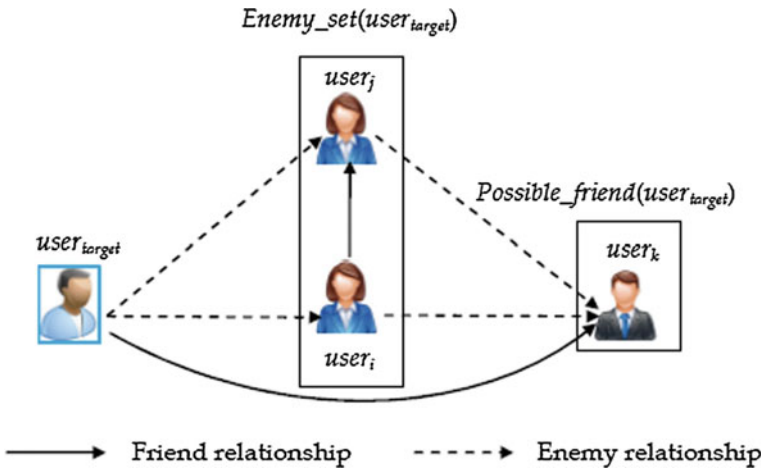 Enemy_set(user_target)
user_j
Possible_friend(user_target)
user_target
user_k
user_i
Friend relationship
Enemy relationship